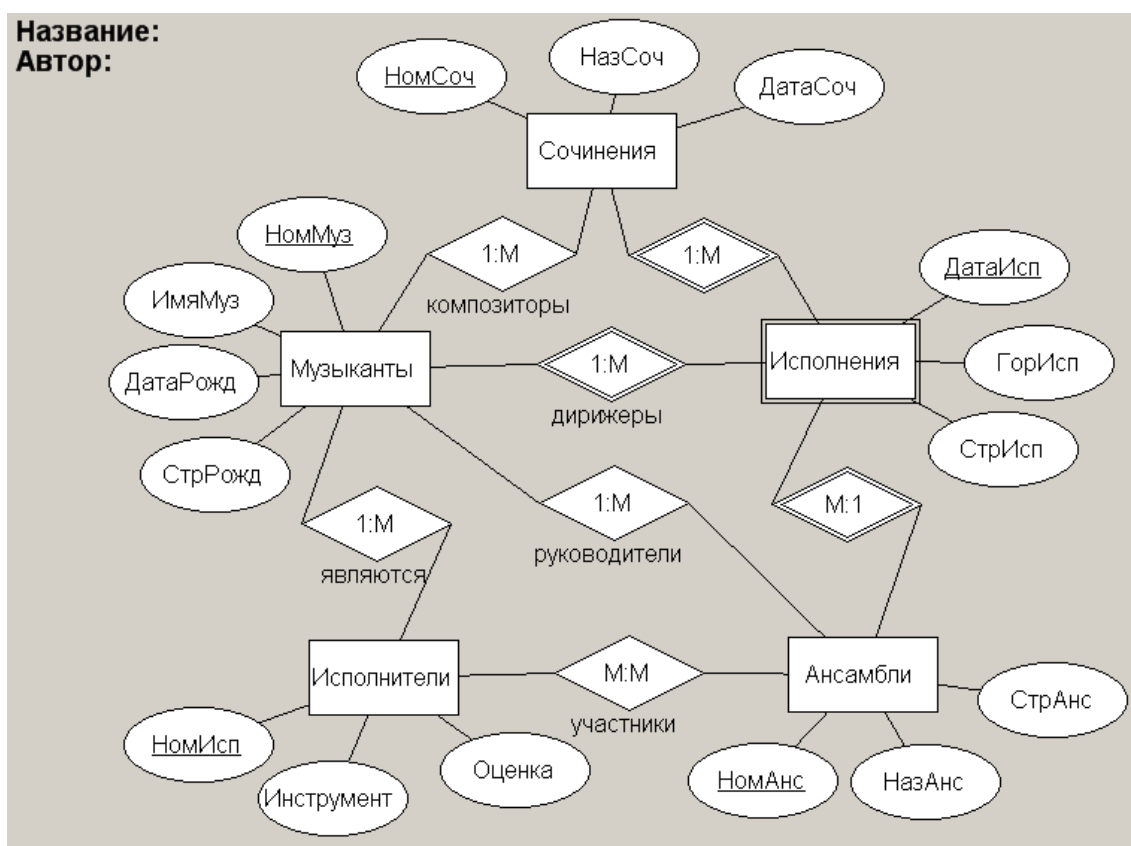 Название:
Автор:
НомСоч
НазСоч
ДатаСоч
Сочинения
НомМуз
1:М
1:М
композиторы
ДатаИсп
ИмяМуз
Музыканты
1:М
дирижеры
Исполнения
ГорИсп
ДатаРожд
СтрРожд
СтрИсп
1:М
являются
1:М
руководители
М:1
Исполнители
М:М
участники
Ансамбли
СтрАнс
НомИсп
Инструмент
Оценка
НомАнс
НазАнс